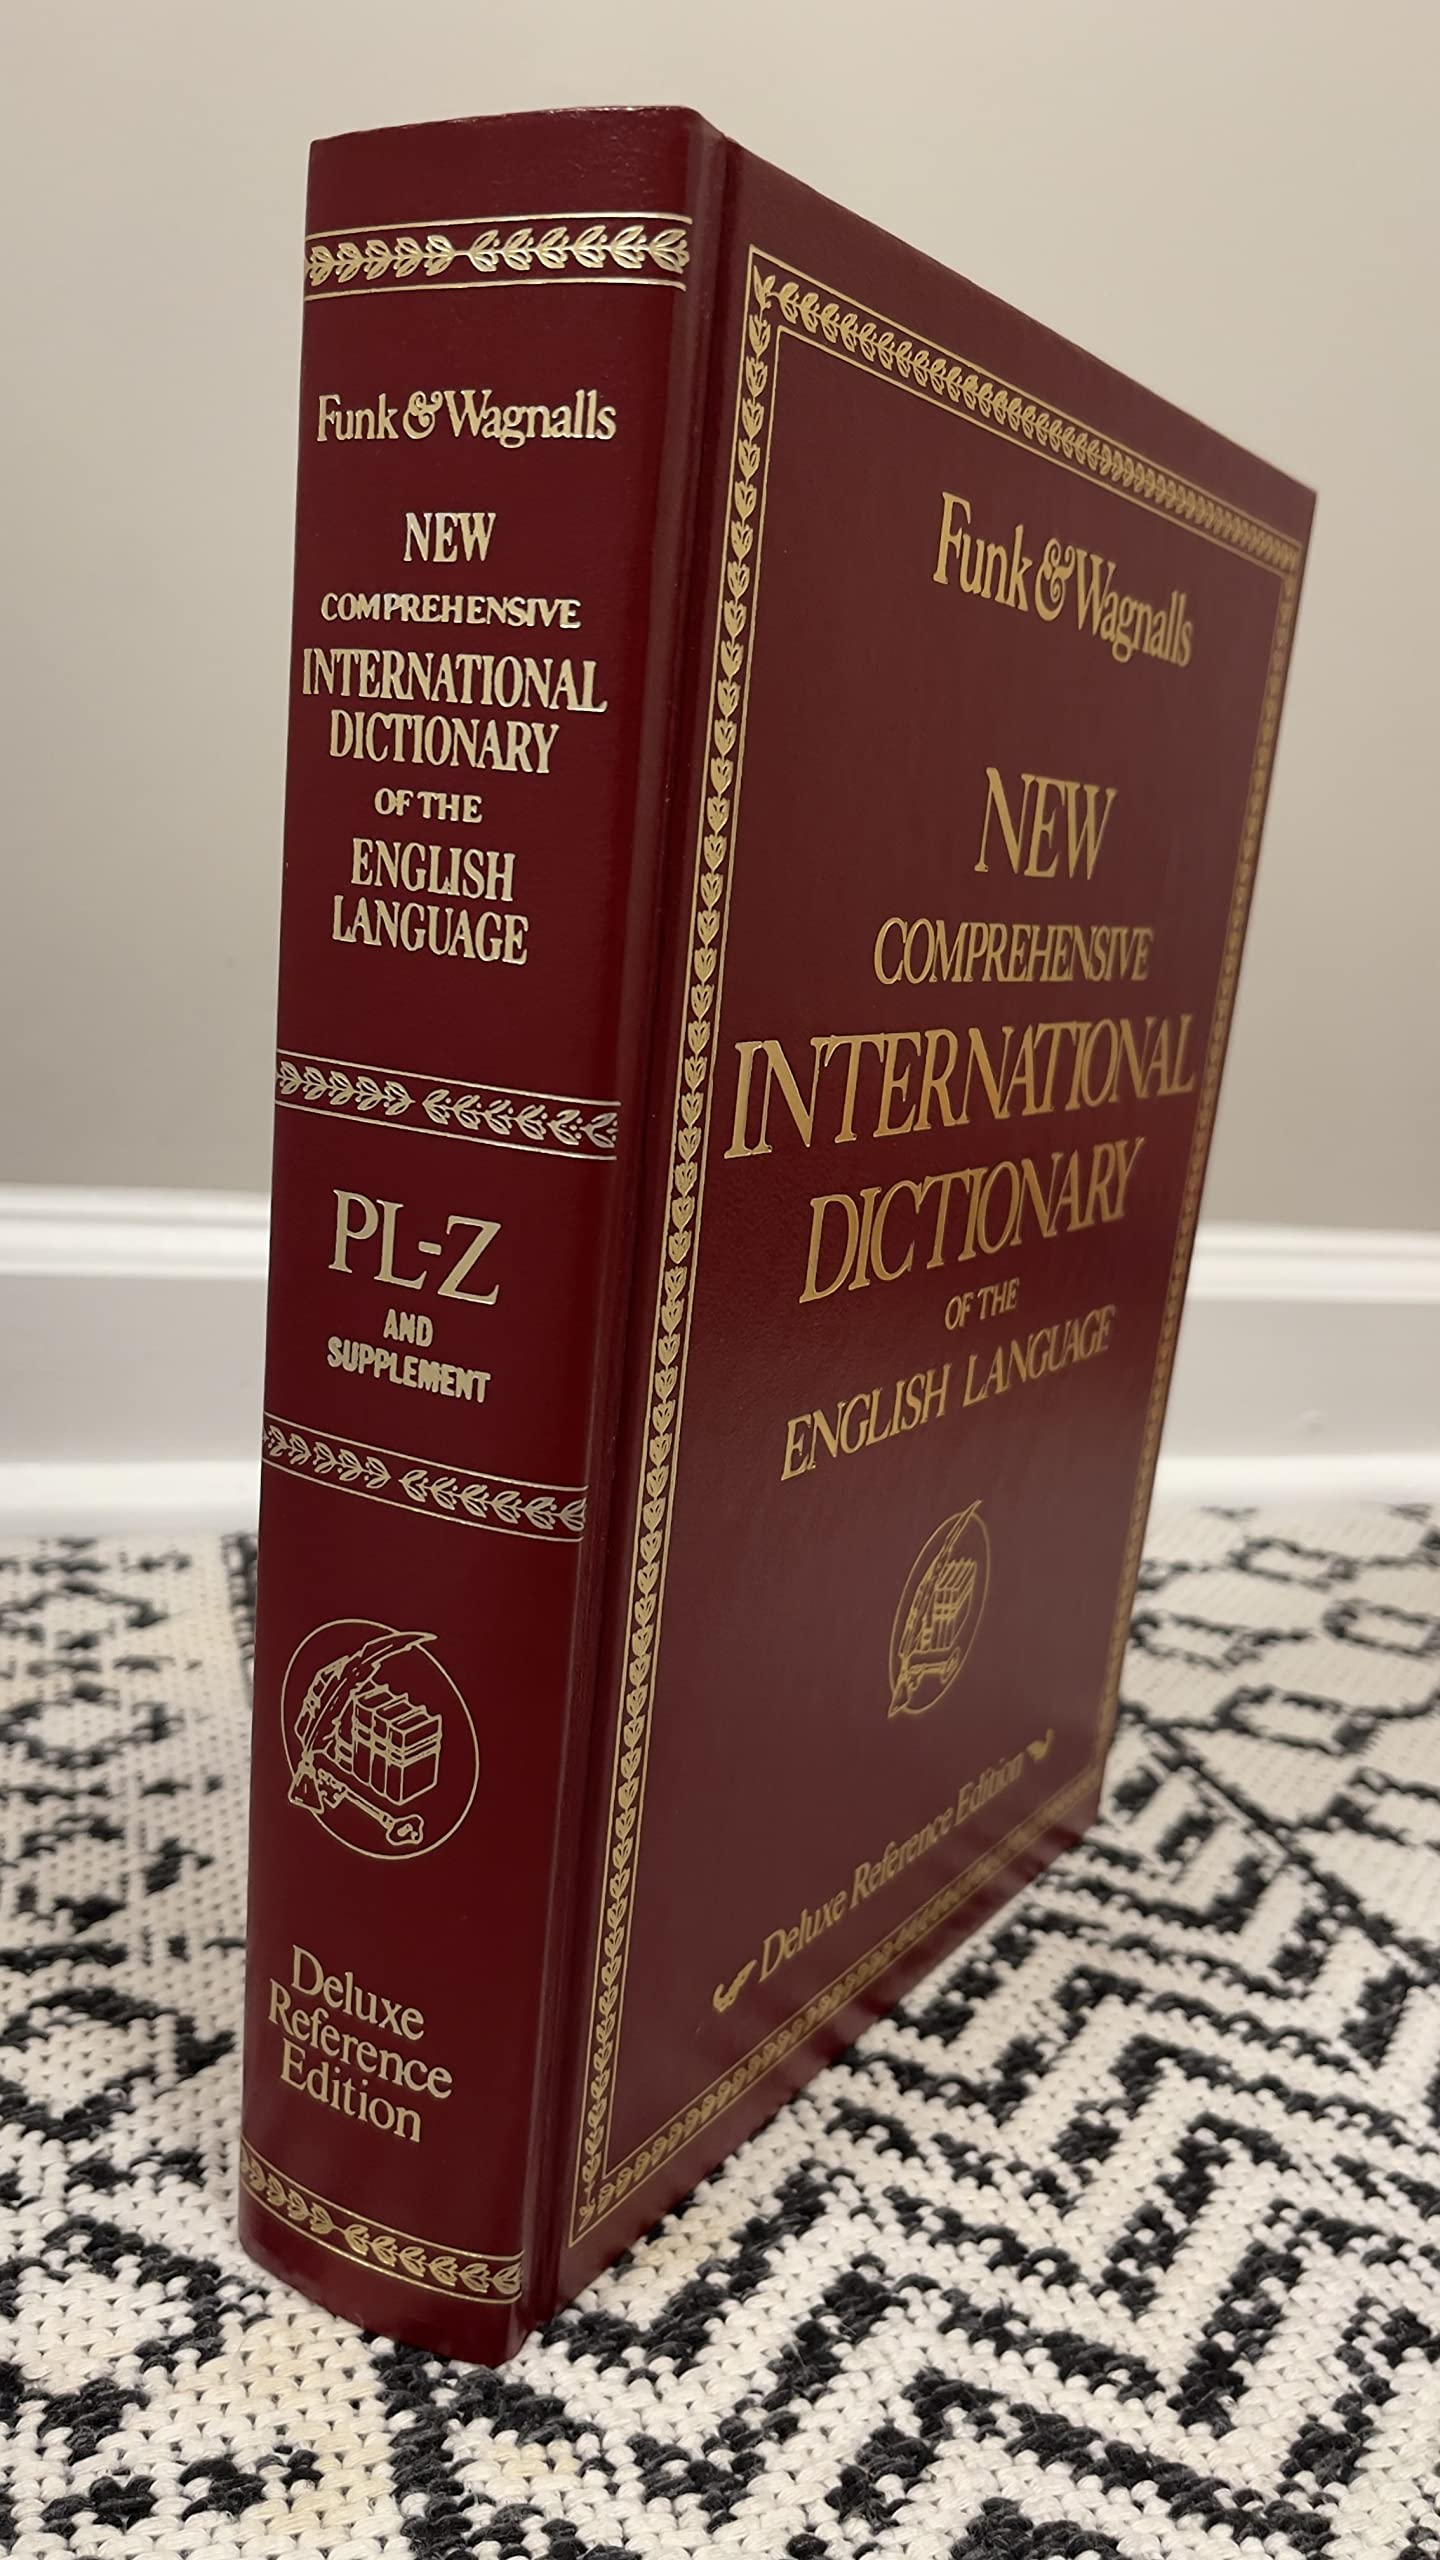 Funk & Wagnalls
NEW
COMPREHENSIVE
INTERNATIONAL
DICTIONARY
OF THE
ENGLISH
LANGUAGE
PL-Z
AND
SUPPLEMENT
Deluxe
Reference
Edition
Funk & Wagnalls
NEW
COMPREHENSIVE
INTERNATIONAL
DICTIONARY
OF THE
ENGLISH LANGUAGE
Deluxe Reference Edition